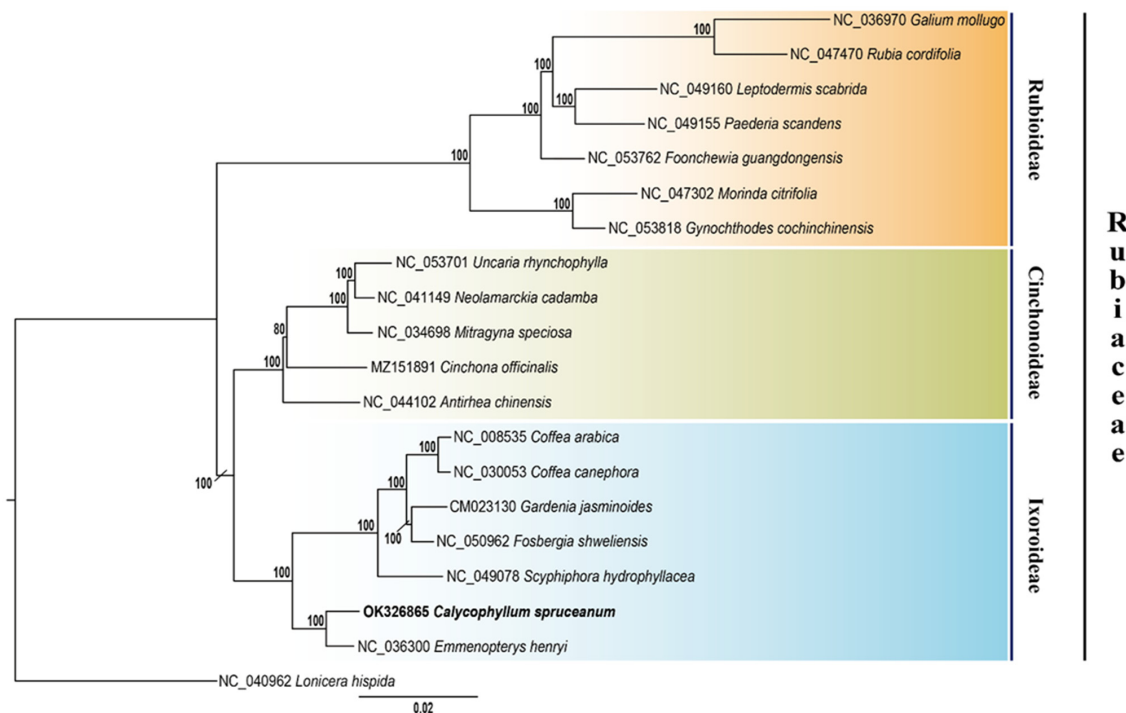 100
NC_036970 Galium mollugo
NC_047470 Rubia cordifolia
100
100
NC_049160 Leptodermis scabrida
NC_049155 Paederia scandens
100
NC_053762 Foonchewia guangdongensis
100
NC_047302 Morinda citrifolia
100
NC_053818 Gynochthodes cochinchinensis
Rubioideae
100
NC_053701 Uncaria rhynchophylla
100
NC_041149 Neolamarckia cadamba
80
NC_034698 Mitragyna speciosa
100
MZ151891 Cinchona officinalis
NC_044102 Antirhea chinensis
Cinchonoideae
100
100
NC_008535 Coffea arabica
100
NC_030053 Coffea canephora
CM023130 Gardenia jasminoides
100
100
NC_050962 Fosbergia shweliensis
NC_049078 Scyphiphora hydrophyllacea
100
100
OK326865 Calycophyllum spruceanum
NC_036300 Emmenopterys henryi
Ixoroideae
Rubiaceae
NC_040962 Lonicera hispida
0.02